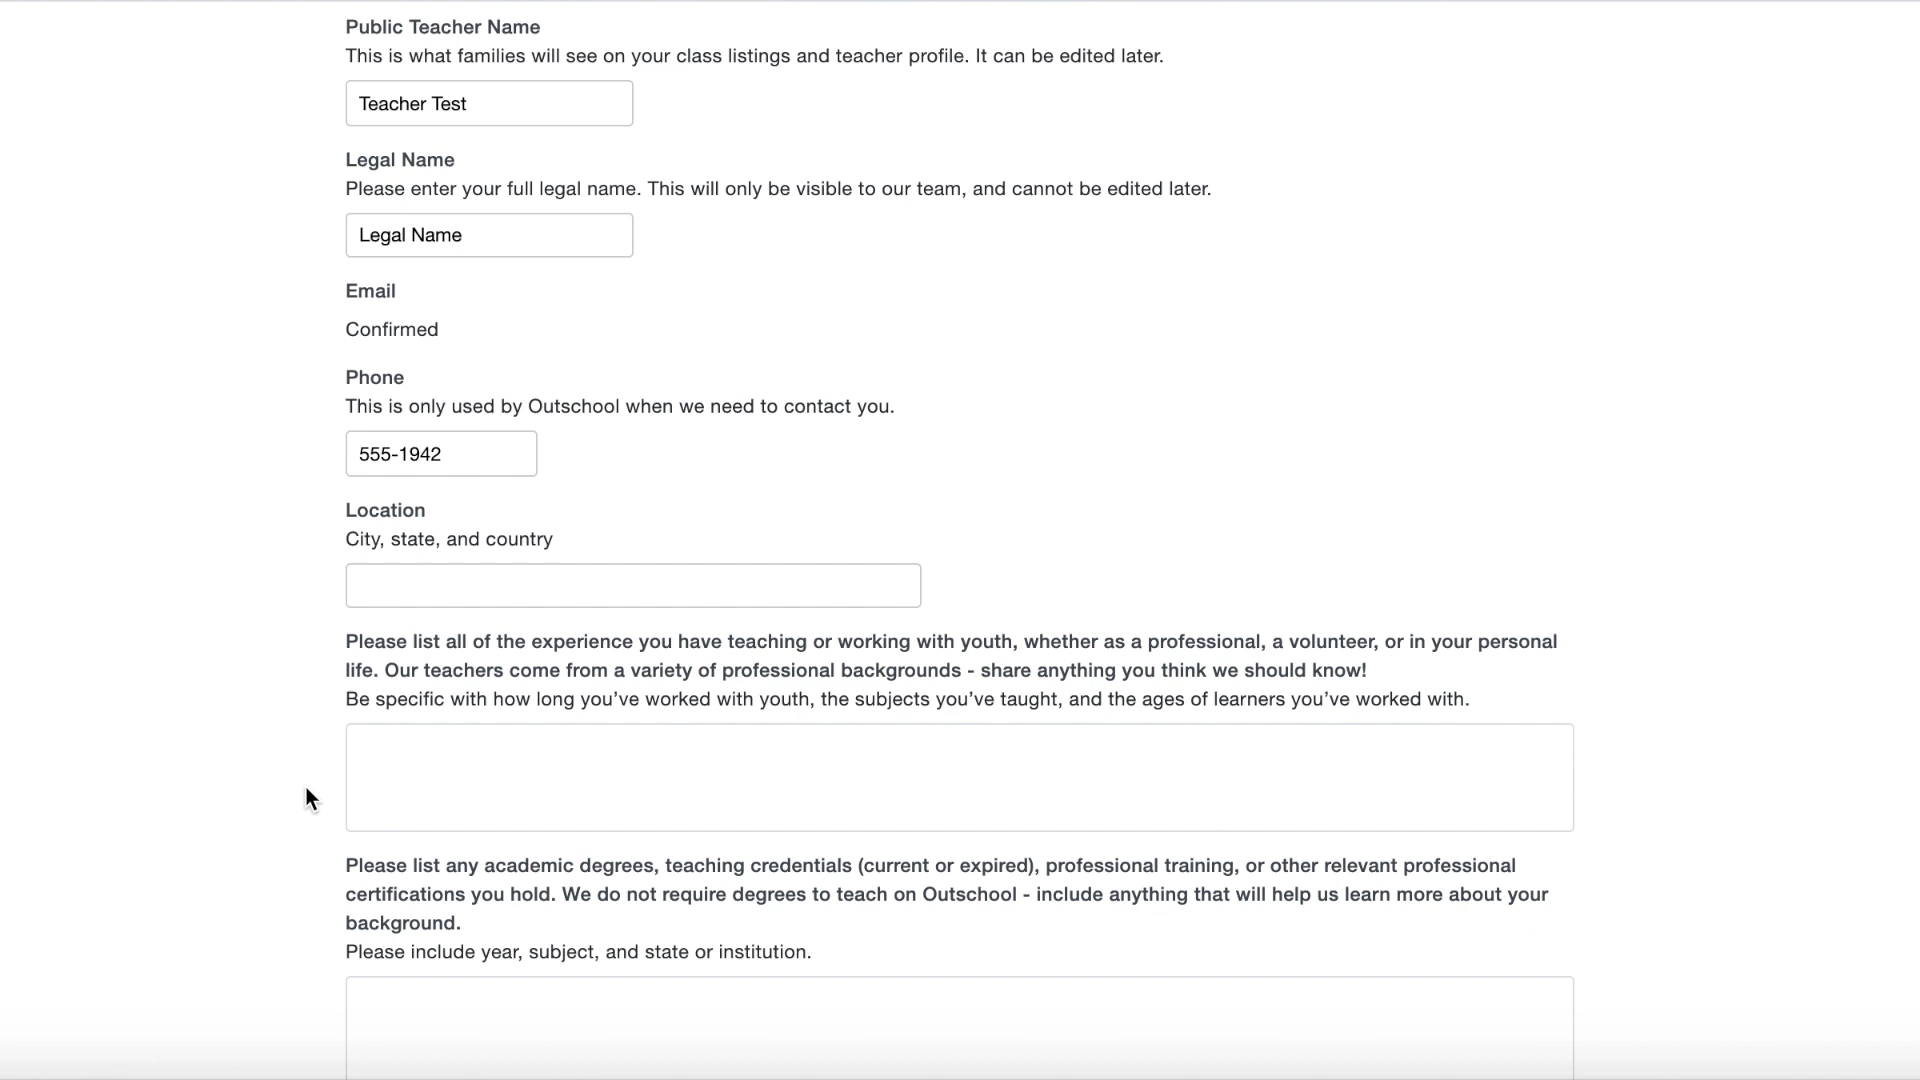 Public Teacher Name
This is what families will see on your class listings and teacher profile. It can be edited later.
Teacher Test
Legal Name
Please enter your full legal name. This will only be visible to our team, and cannot be edited later.
Legal Name
Email
Confirmed
Phone
This is only used by Outschool when we need to contact you.
555-1942
Location
City, state, and country
Please list all of the experience you have teaching or working with youth, whether as a professional, a volunteer, or in your personal
life. Our teachers come from a variety of professional backgrounds - share anything you think we should know!
Be specific with how long you’ve worked with youth, the subjects you’ve taught, and the ages of learners you’ve worked with.
Please list any academic degrees, teaching credentials (current or expired), professional training, or other relevant professional
certifications you hold. We do not require degrees to teach on Outschool - include anything that will help us learn more about your
background.
Please include year, subject, and state or institution.